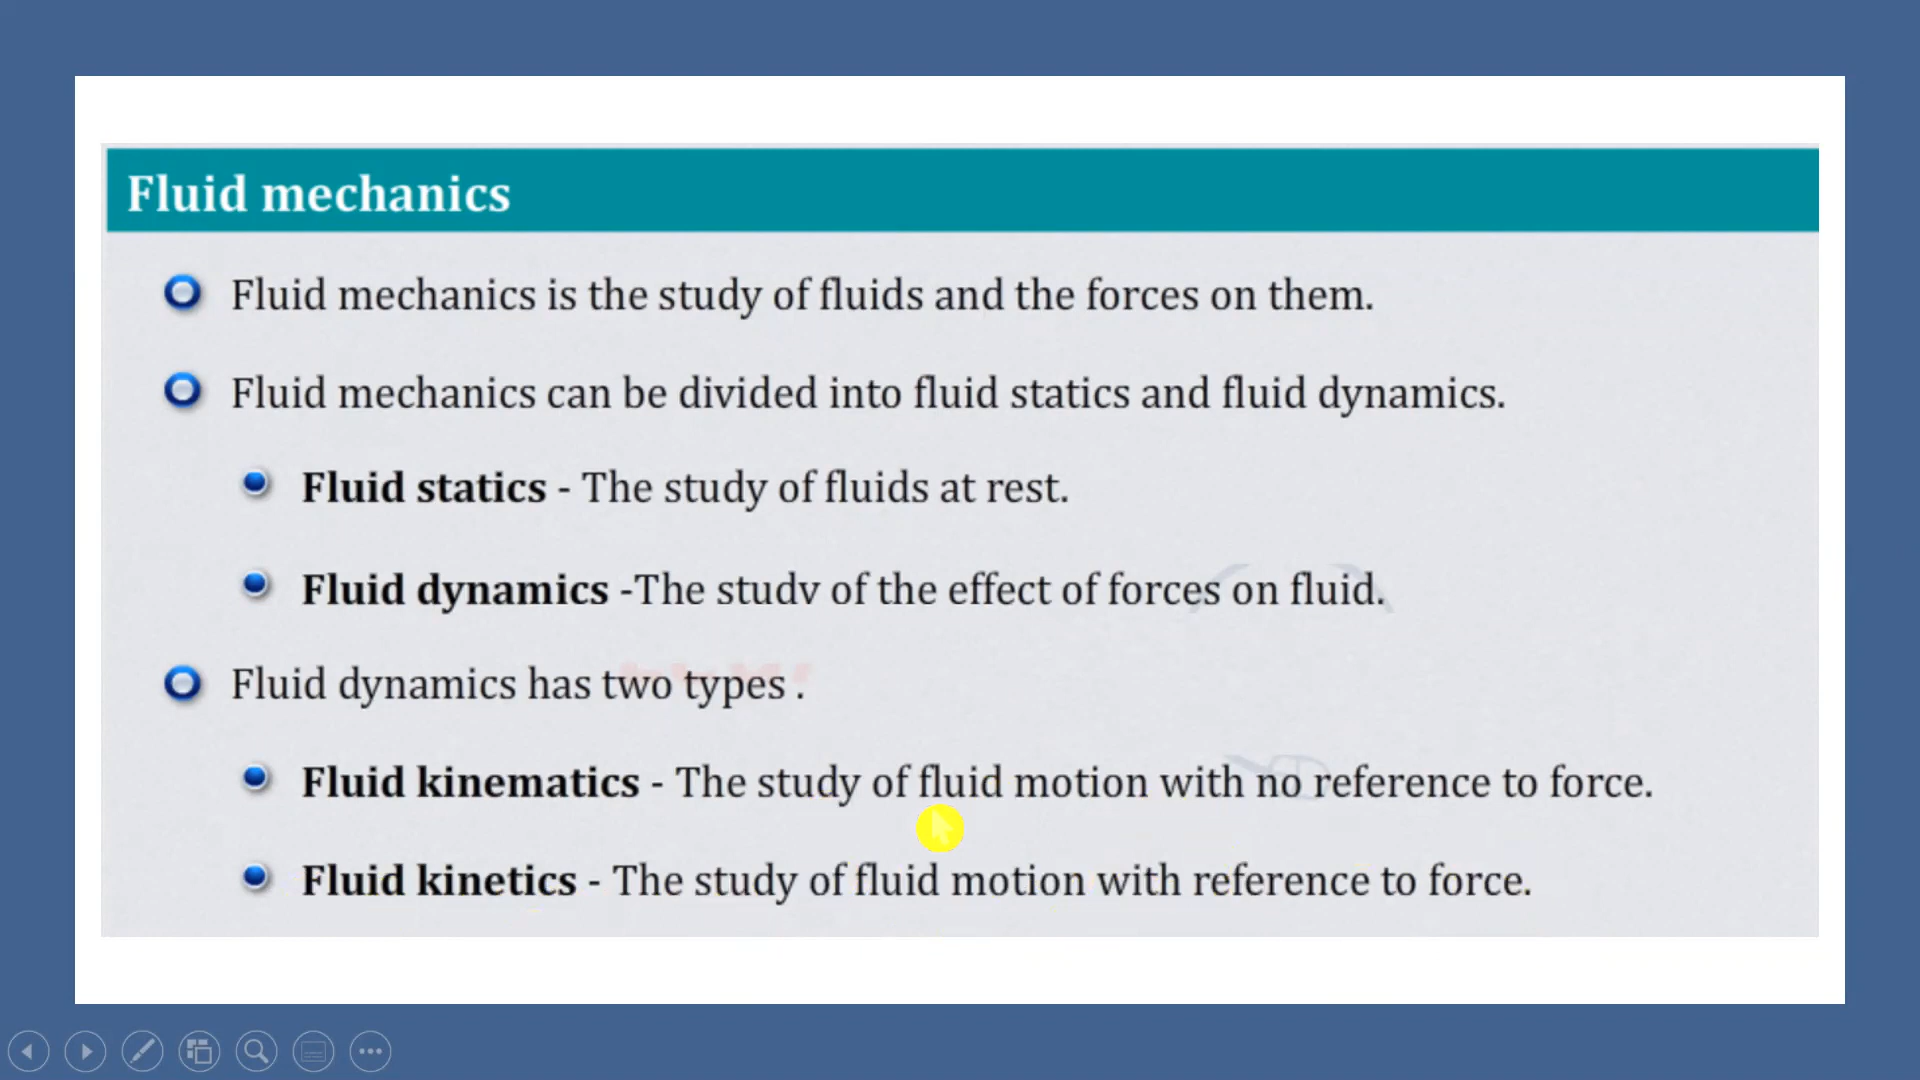 Fluid mechanics
Fluid mechanics is the study of fluids and the forces on them.
Fluid mechanics can be divided into fluid statics and fluid dynamics.
Fluid statics - The study of fluids at rest.
Fluid dynamics -The study of the effect of forces on fluid.
Fluid dynamics has two types .
Fluid kinematics - The study of fluid motion with no reference to force.
Fluid kinetics - The study of fluid motion with reference to force.